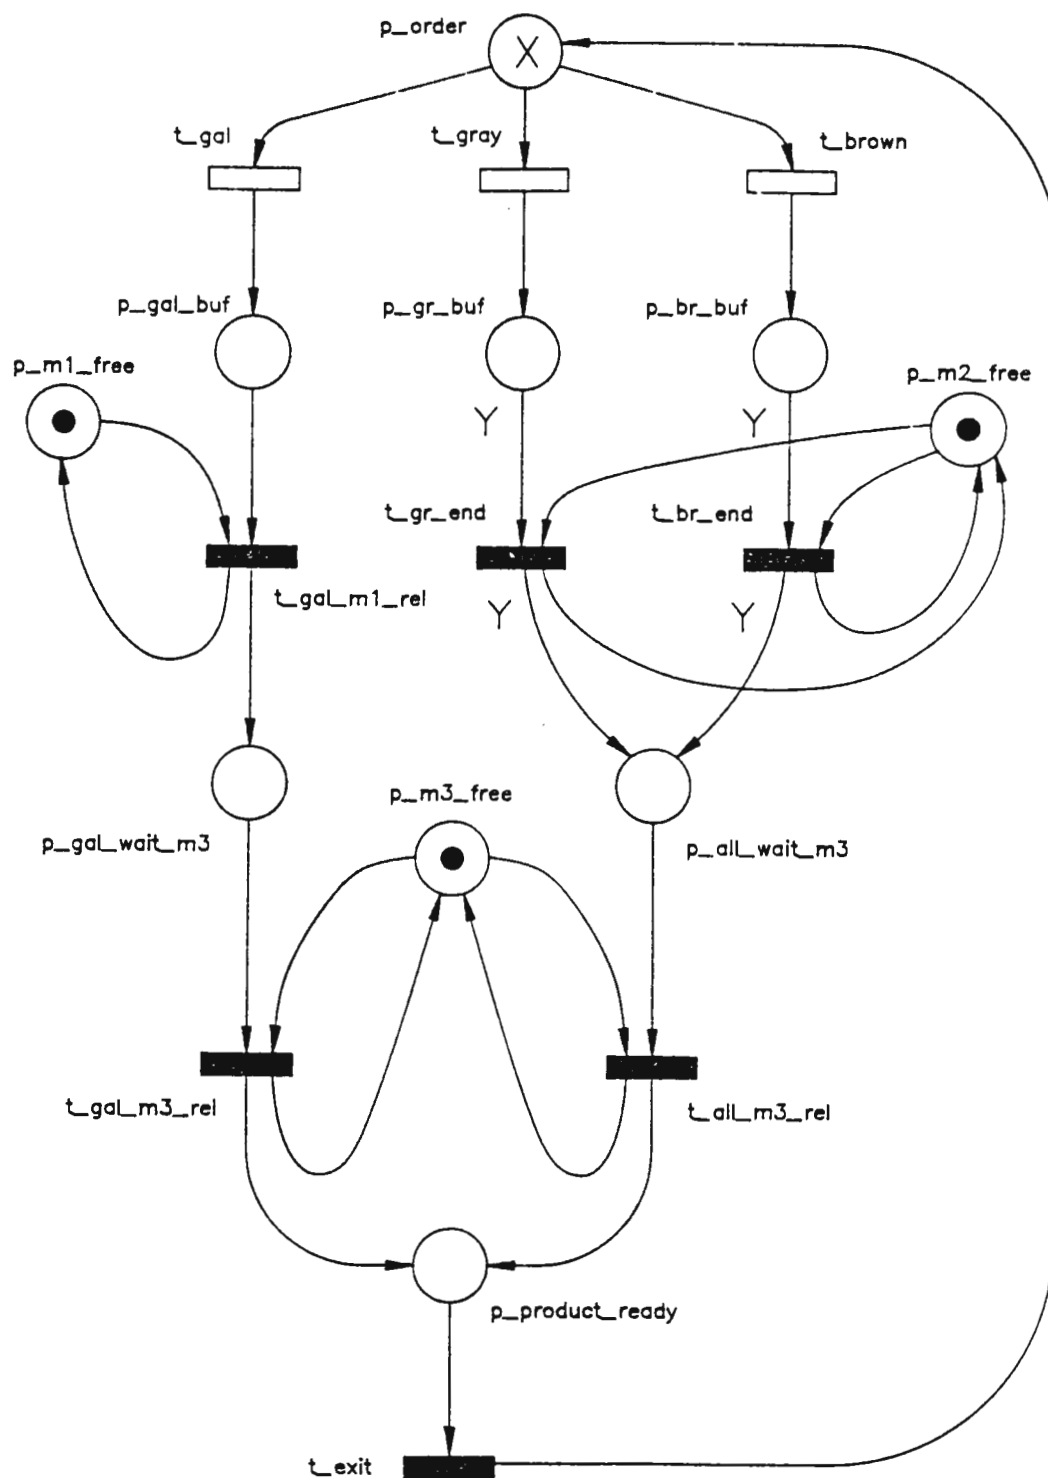 p_order
X
t_gal
t_gray
t_brown
p_gal_buf
p_gr_buf
p_br_buf
p_m1_free
p_m2_free
Y
Y
t_gr_end
t_br_end
t_gal_m1_rel
Y
Y
p_m3_free
p_gal_wait_m3
p_all_wait_m3
t_gal_m3_rel
t_all_m3_rel
p_product_ready
t_exit